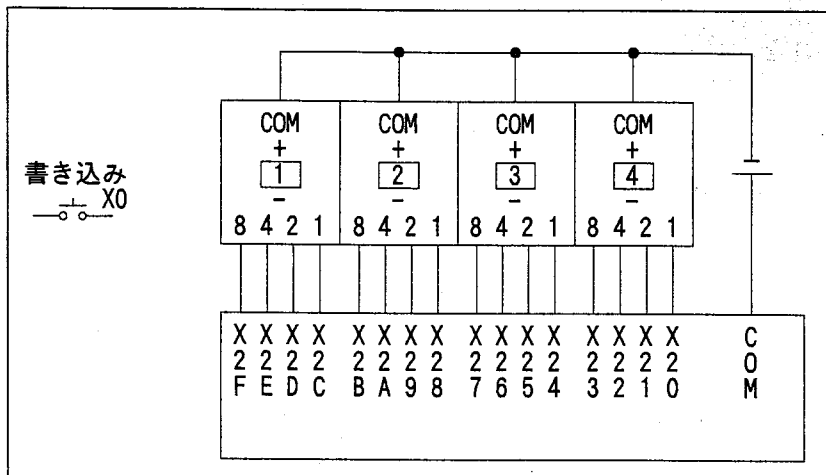 COM COM COM COM
+ + + +
書き込み
X0
1 2 3 4
− − − −
8 4 2 1 8 4 2 1 8 4 2 1 8 4 2 1
X2F X2E X2D X2C X2B X2A X29 X28 X27 X26 X25 X24 X23 X22 X21 X20 COM